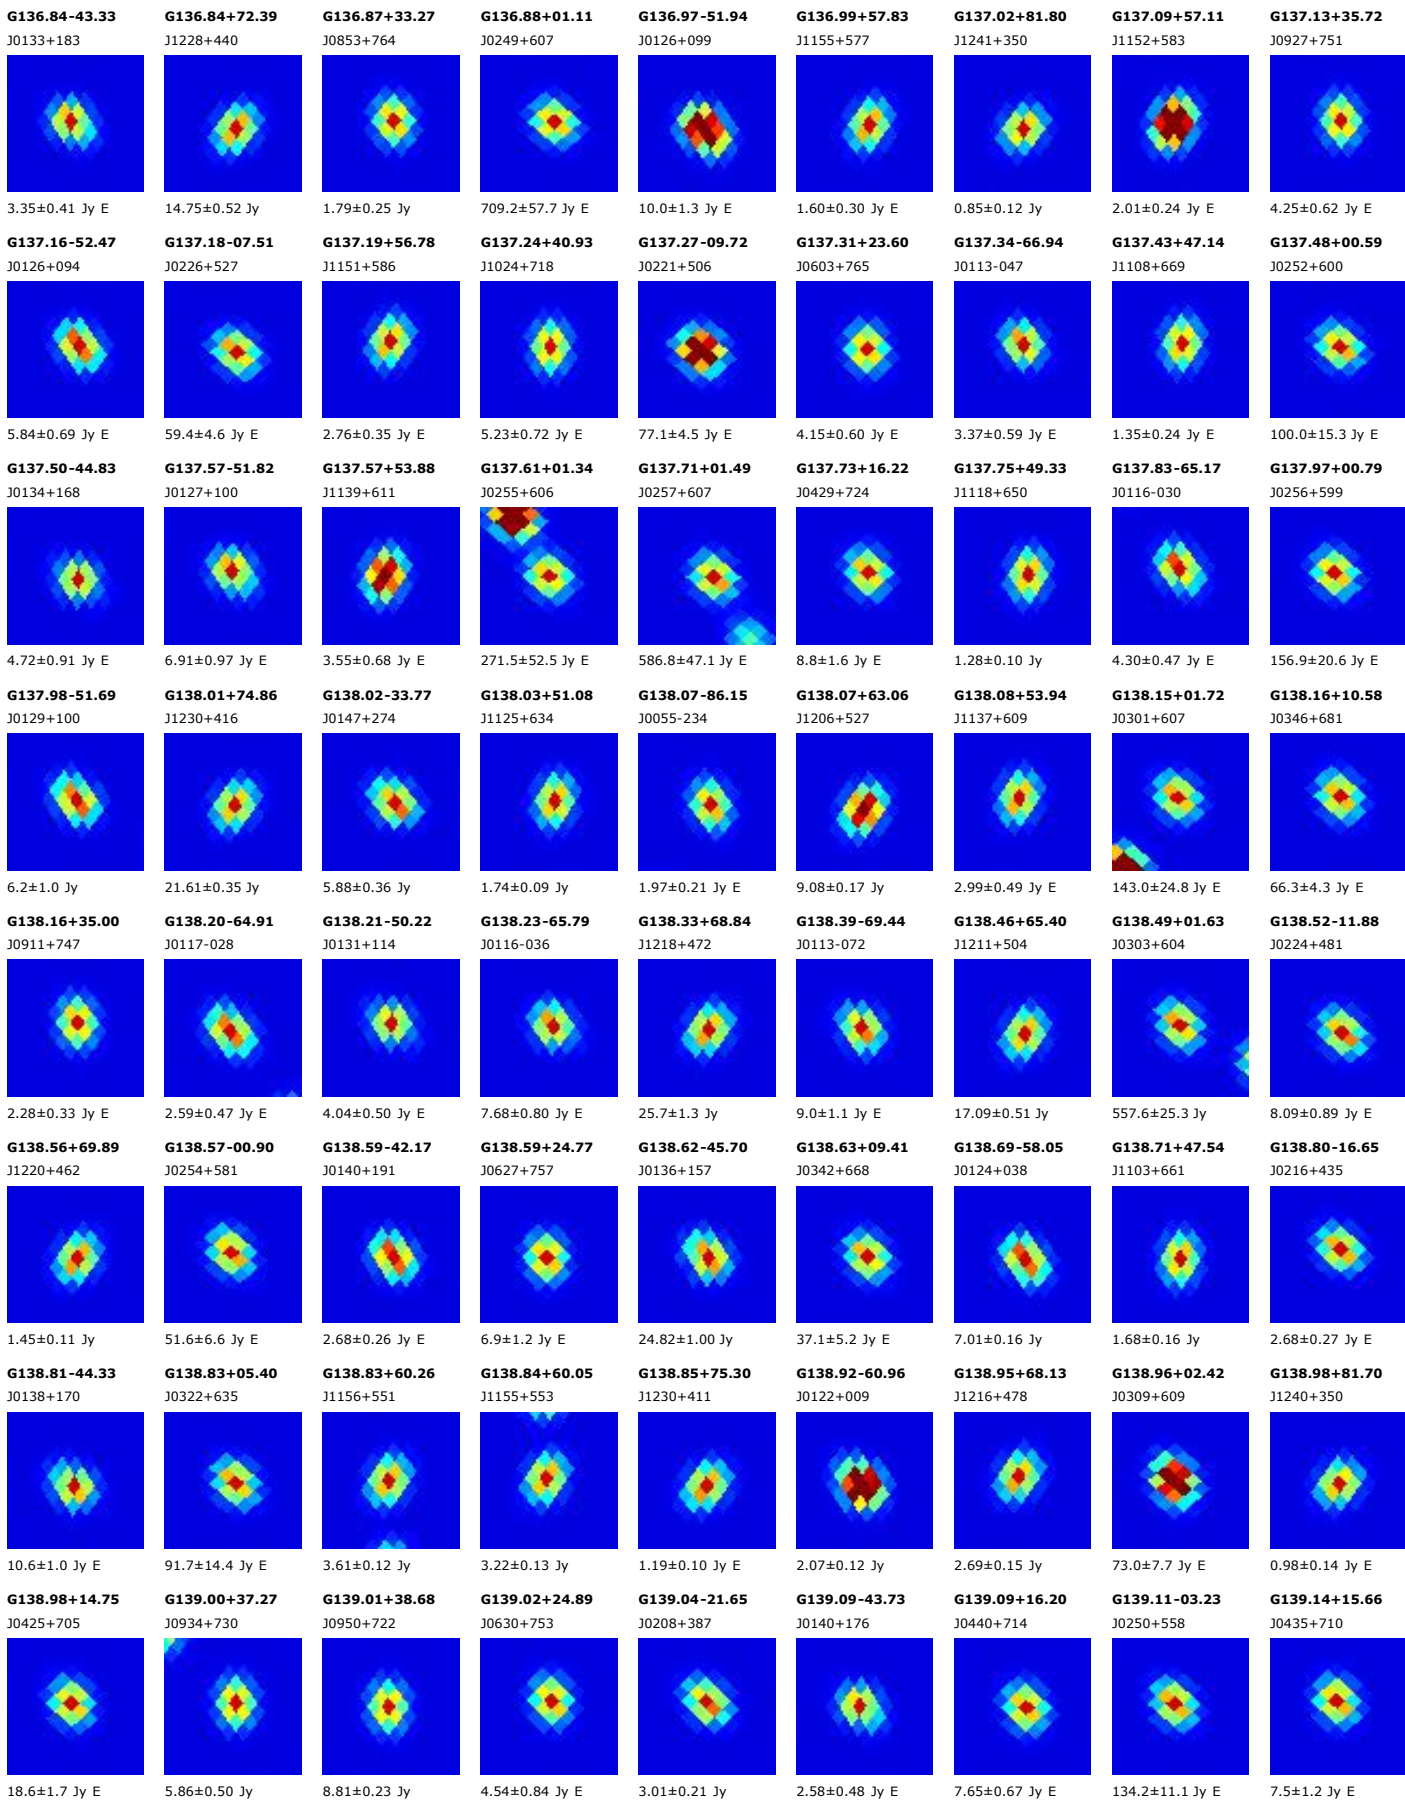 G136.84-43.33 G136.84+72.39 G136.87+33.27 G136.88+01.11 G136.97-51.94 G136.99+57.83 G137.02+81.80 G137.09+57.11 G137.13+35.72
J0133+183 J1228+440 J0853+764 J0249+607 J0126+099 J1155+577 J1241+350 J1152+583 J0927+751
3.35±0.41 Jy E 14.75±0.52 Jy 1.79±0.25 Jy 709.2±57.7 Jy E 10.0±1.3 Jy E 1.60±0.30 Jy E 0.85±0.12 Jy 2.01±0.24 Jy E 4.25±0.62 Jy E
G137.16-52.47 G137.18-07.51 G137.19+56.78 G137.24+40.93 G137.27-09.72 G137.31+23.60 G137.34-66.94 G137.43+47.14 G137.48+00.59
J0126+094 J0226+527 J1151+586 J1024+718 J0221+506 J0603+765 J0113-047 J1108+669 J0252+600
5.84±0.69 Jy E 59.4±4.6 Jy E 2.76±0.35 Jy E 5.23±0.72 Jy E 77.1±4.5 Jy E 4.15±0.60 Jy E 3.37±0.59 Jy E 1.35±0.24 Jy E 100.0±15.3 Jy E
G137.50-44.83 G137.57-51.82 G137.57+53.88 G137.61+01.34 G137.71+01.49 G137.73+16.22 G137.75+49.33 G137.83-65.17 G137.97+00.79
J0134+168 J0127+100 J1139+611 J0255+606 J0257+607 J0429+724 J1118+650 J0116-030 J0256+599
4.72±0.91 Jy E 6.91±0.97 Jy E 3.55±0.68 Jy E 271.5±52.5 Jy E 586.8±47.1 Jy E 8.8±1.6 Jy E 1.28±0.10 Jy 4.30±0.47 Jy E 156.9±20.6 Jy E
G137.98-51.69 G138.01+74.86 G138.02-33.77 G138.03+51.08 G138.07-86.15 G138.07+63.06 G138.08+53.94 G138.15+01.72 G138.16+10.58
J0129+100 J1230+416 J0147+274 J1125+634 J0055-234 J1206+527 J1137+609 J0301+607 J0346+681
6.2±1.0 Jy 21.61±0.35 Jy 5.88±0.36 Jy 1.74±0.09 Jy 1.97±0.21 Jy E 9.08±0.17 Jy 2.99±0.49 Jy E 143.0±24.8 Jy E 66.3±4.3 Jy E
G138.16+35.00 G138.20-64.91 G138.21-50.22 G138.23-65.79 G138.33+68.84 G138.39-69.44 G138.46+65.40 G138.49+01.63 G138.52-11.88
J0911+747 J0117-028 J0131+114 J0116-036 J1218+472 J0113-072 J1211+504 J0303+604 J0224+481
2.28±0.33 Jy E 2.59±0.47 Jy E 4.04±0.50 Jy E 7.68±0.80 Jy E 25.7±1.3 Jy 9.0±1.1 Jy E 17.09±0.51 Jy 557.6±25.3 Jy 8.09±0.89 Jy E
G138.56+69.89 G138.57-00.90 G138.59-42.17 G138.59+24.77 G138.62-45.70 G138.63+09.41 G138.69-58.05 G138.71+47.54 G138.80-16.65
J1220+462 J0254+581 J0140+191 J0627+757 J0136+157 J0342+668 J0124+038 J1103+661 J0216+435
1.45±0.11 Jy 51.6±6.6 Jy E 2.68±0.26 Jy E 6.9±1.2 Jy E 24.82±1.00 Jy 37.1±5.2 Jy E 7.01±0.16 Jy 1.68±0.16 Jy 2.68±0.27 Jy E
G138.81-44.33 G138.83+05.40 G138.83+60.26 G138.84+60.05 G138.85+75.30 G138.92-60.96 G138.95+68.13 G138.96+02.42 G138.98+81.70
J0138+170 J0322+635 J1156+551 J1155+553 J1230+411 J0122+009 J1216+478 J0309+609 J1240+350
10.6±1.0 Jy E 91.7±14.4 Jy E 3.61±0.12 Jy 3.22±0.13 Jy 1.19±0.10 Jy E 2.07±0.12 Jy 2.69±0.15 Jy 73.0±7.7 Jy E 0.98±0.14 Jy E
G138.98+14.75 G139.00+37.27 G139.01+38.68 G139.02+24.89 G139.04-21.65 G139.09-43.73 G139.09+16.20 G139.11-03.23 G139.14+15.66
J0425+705 J0934+730 J0950+722 J0630+753 J0208+387 J0140+176 J0440+714 J0250+558 J0435+710
18.6±1.7 Jy E 5.86±0.50 Jy 8.81±0.23 Jy 4.54±0.84 Jy E 3.01±0.21 Jy 2.58±0.48 Jy E 7.65±0.67 Jy E 134.2±11.1 Jy E 7.5±1.2 Jy E